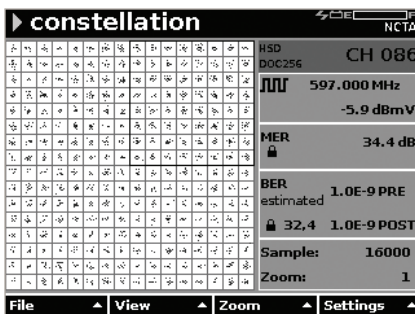 constellation
E F
NCTA
HSD
DOC256
CH 086
597.000 MHz
-5.9 dBmV
MER
34.4 dB
BER
estimated
1.0E-9 PRE
32,4 1.0E-9 POST
Sample: 16000
Zoom: 1
File View Zoom Settings